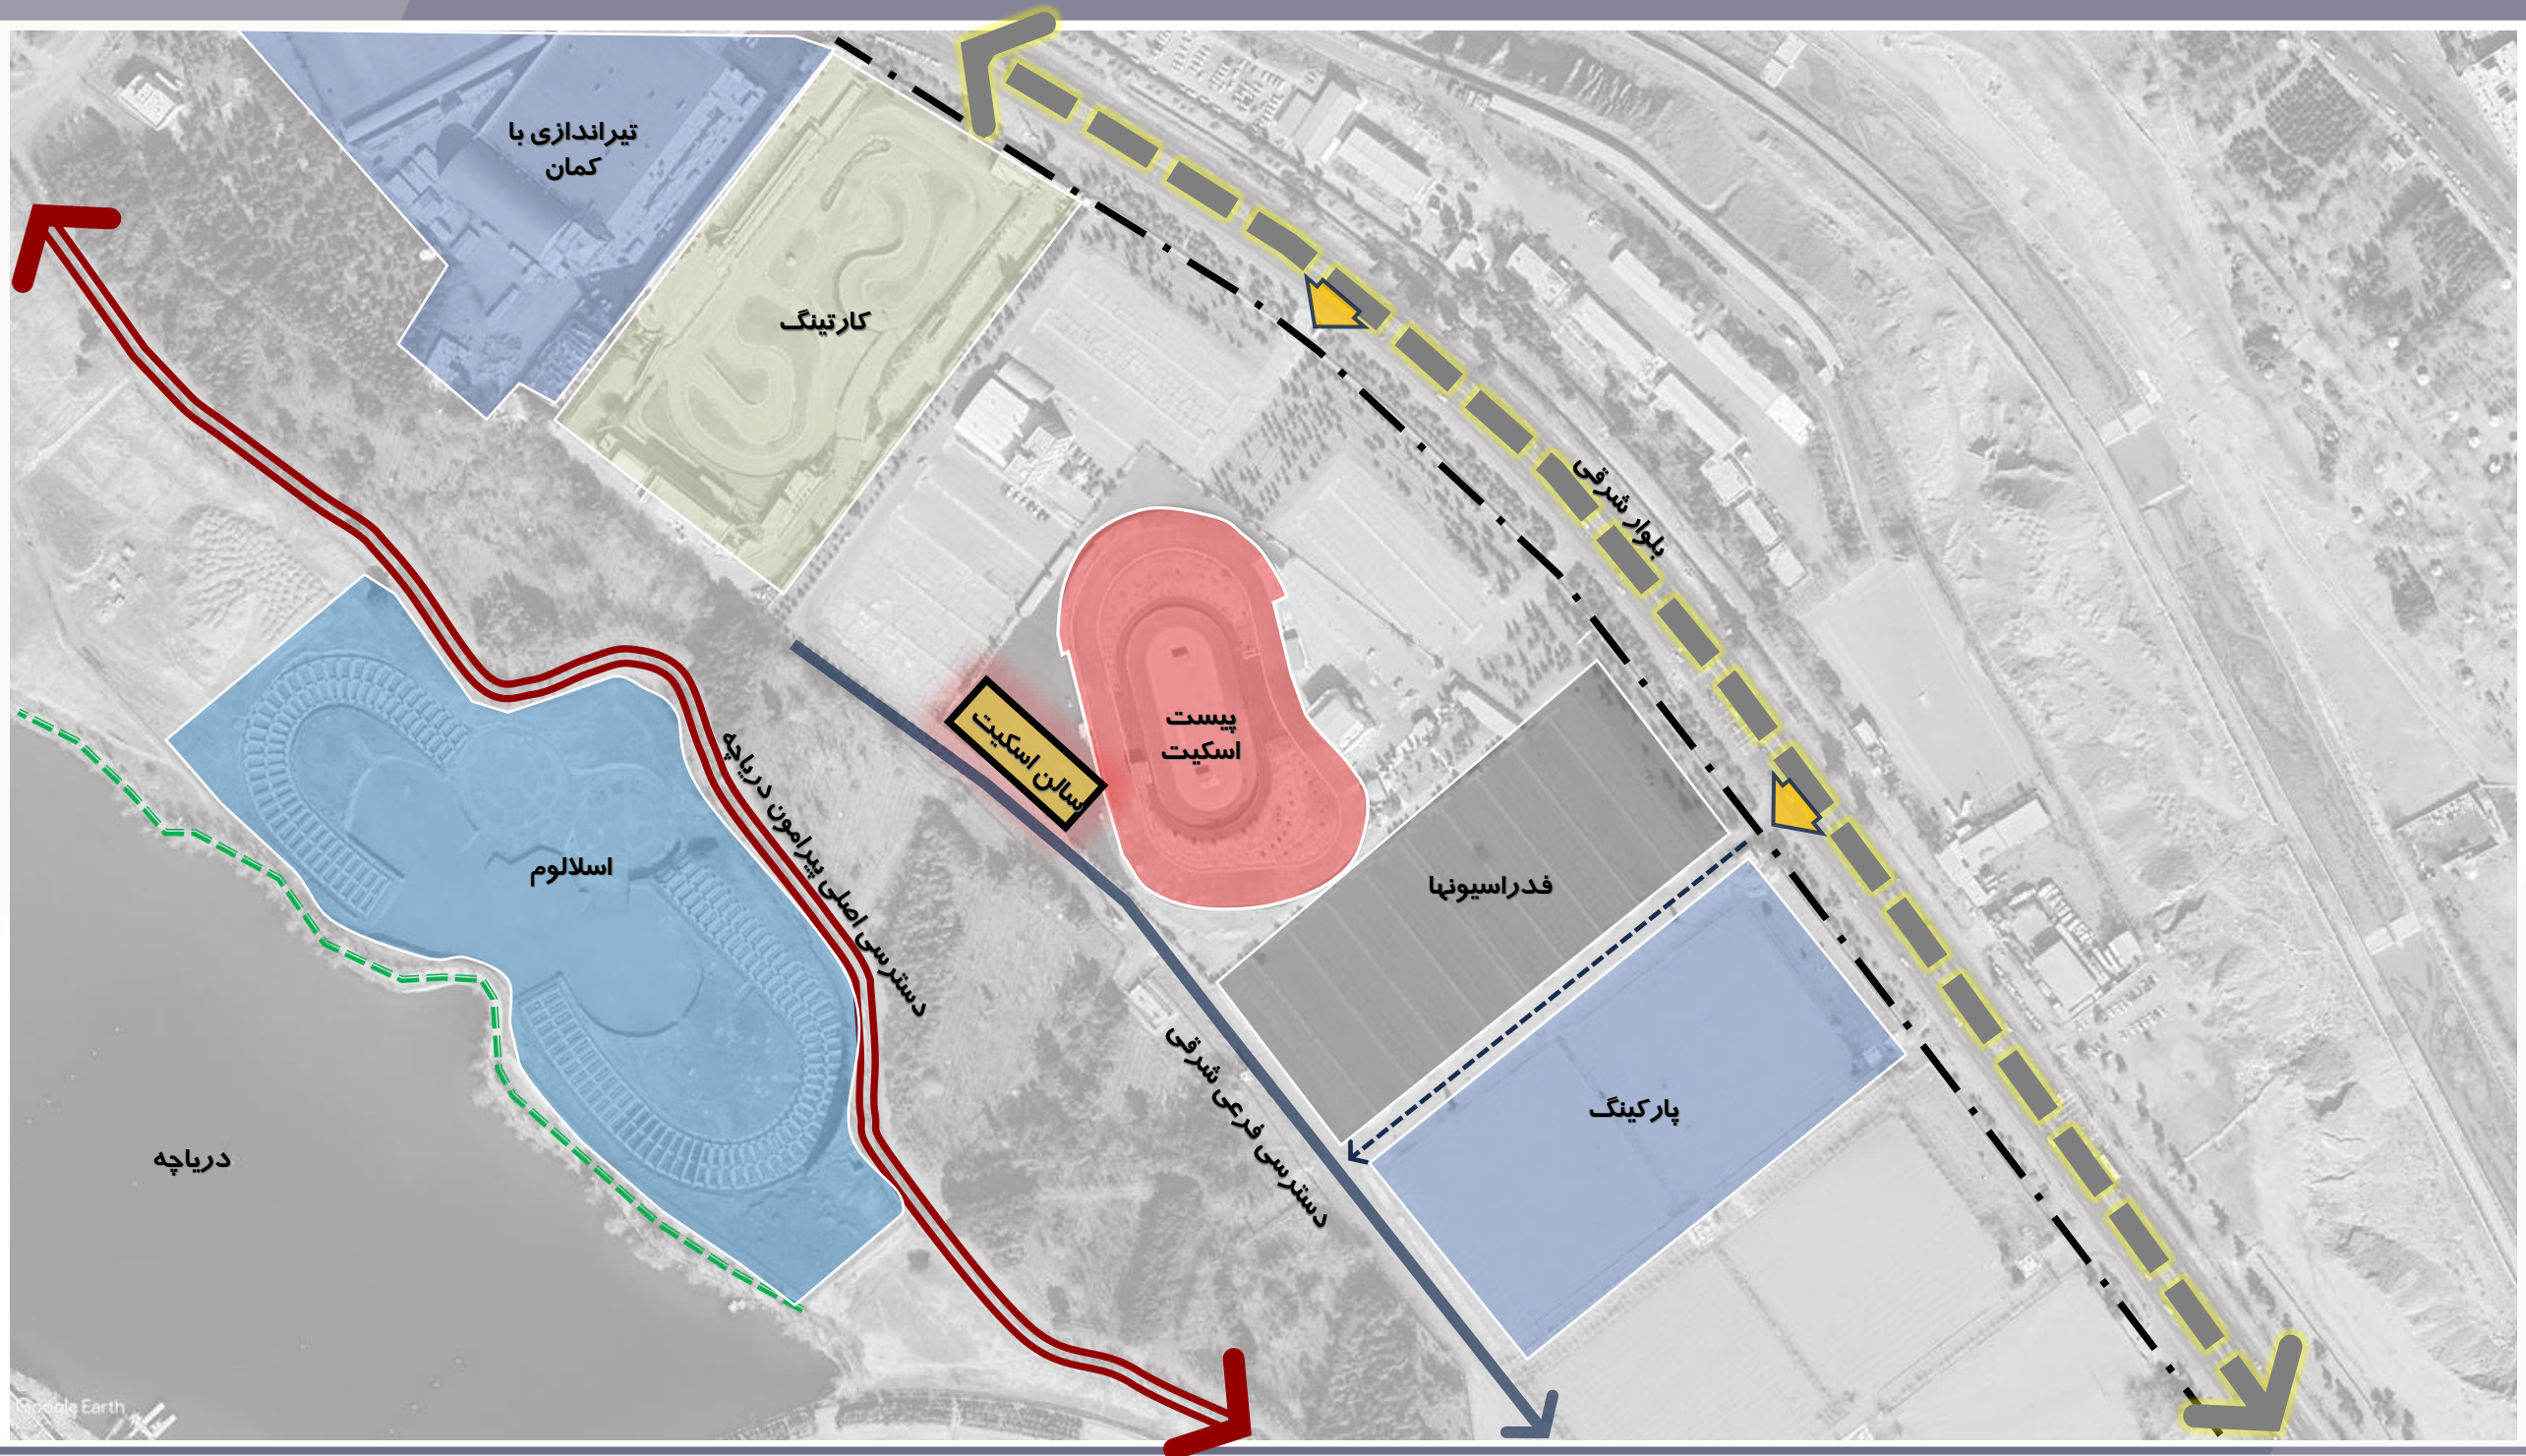 تیراندازی با
کمان
کارتینگ
بلوار شرقی
پیست
اسکیت
سالن اسکیت
دسترسی اصلی پیرامون دریاچه
اسلالوم
فدراسیونها
دسترسی فرعی شرقی
پارکینگ
دریاچه
Google Earth